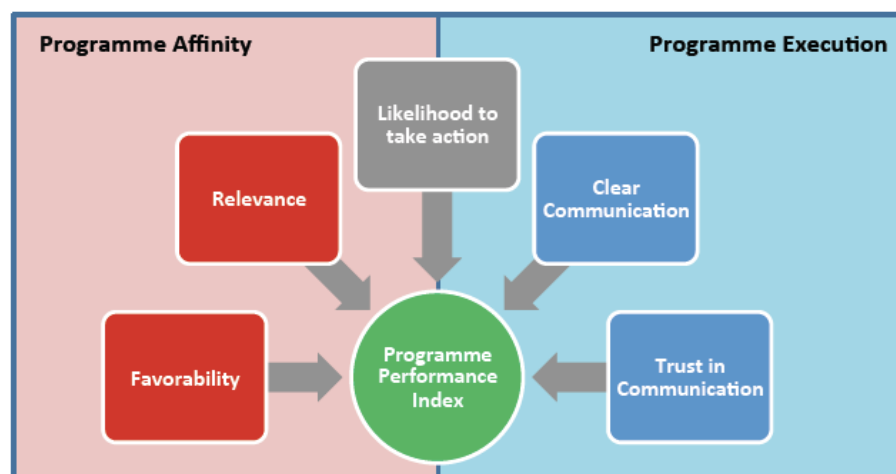 Programme Affinity
Programme Execution
Likelihood to
take action
Relevance
Clear
Communication
Favorability
Programme
Performance
Index
Trust in
Communication